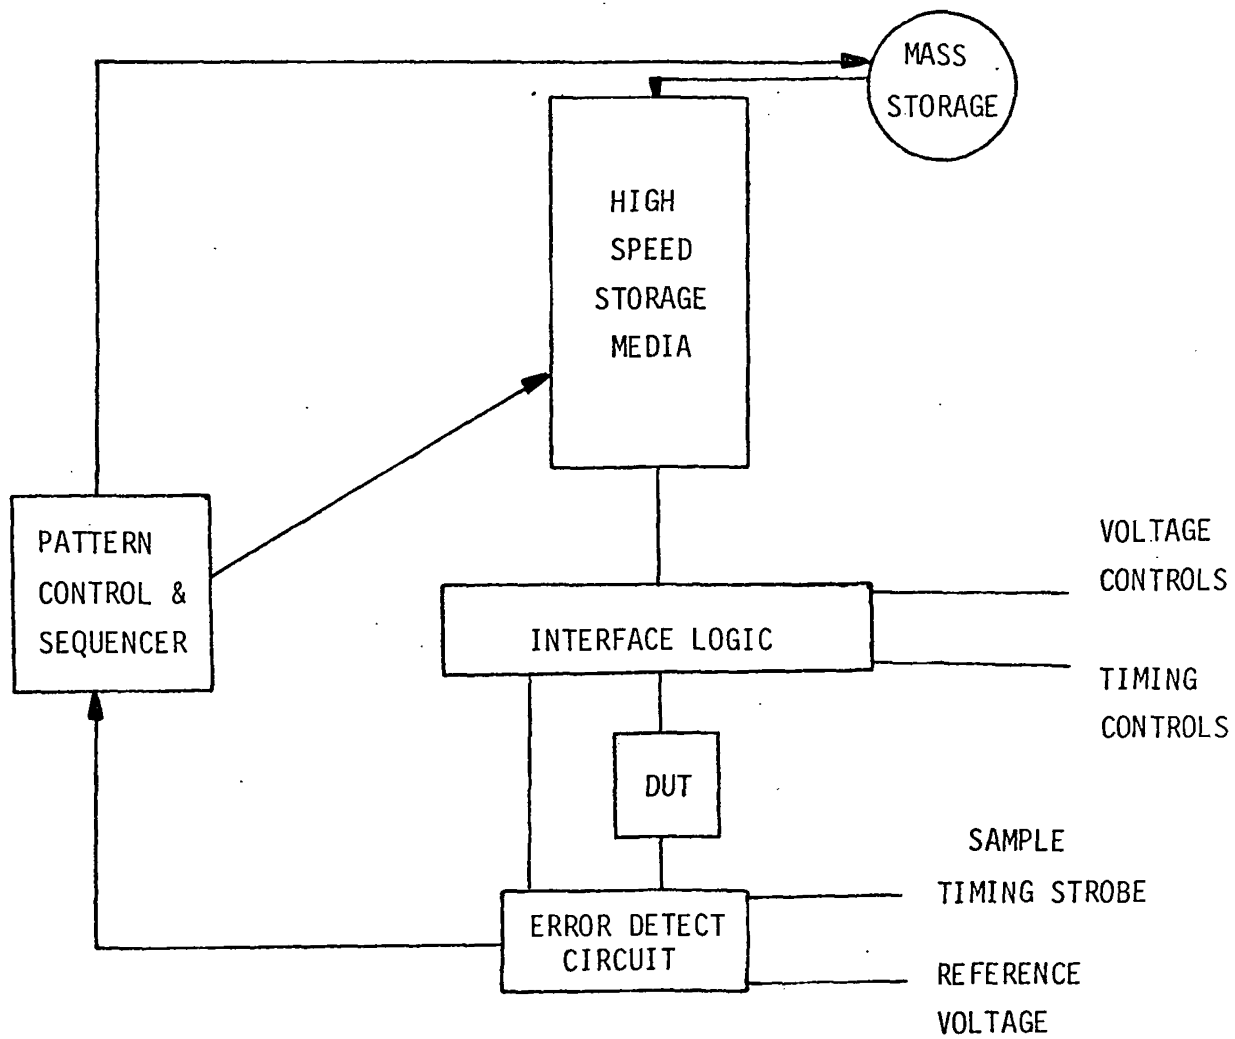 MASS
STORAGE
HIGH
SPEED
STORAGE
MEDIA
PATTERN
CONTROL &
SEQUENCER
VOLTAGE
CONTROLS
INTERFACE LOGIC
TIMING
CONTROLS
DUT
SAMPLE
TIMING STROBE
ERROR DETECT
CIRCUIT
REFERENCE
VOLTAGE